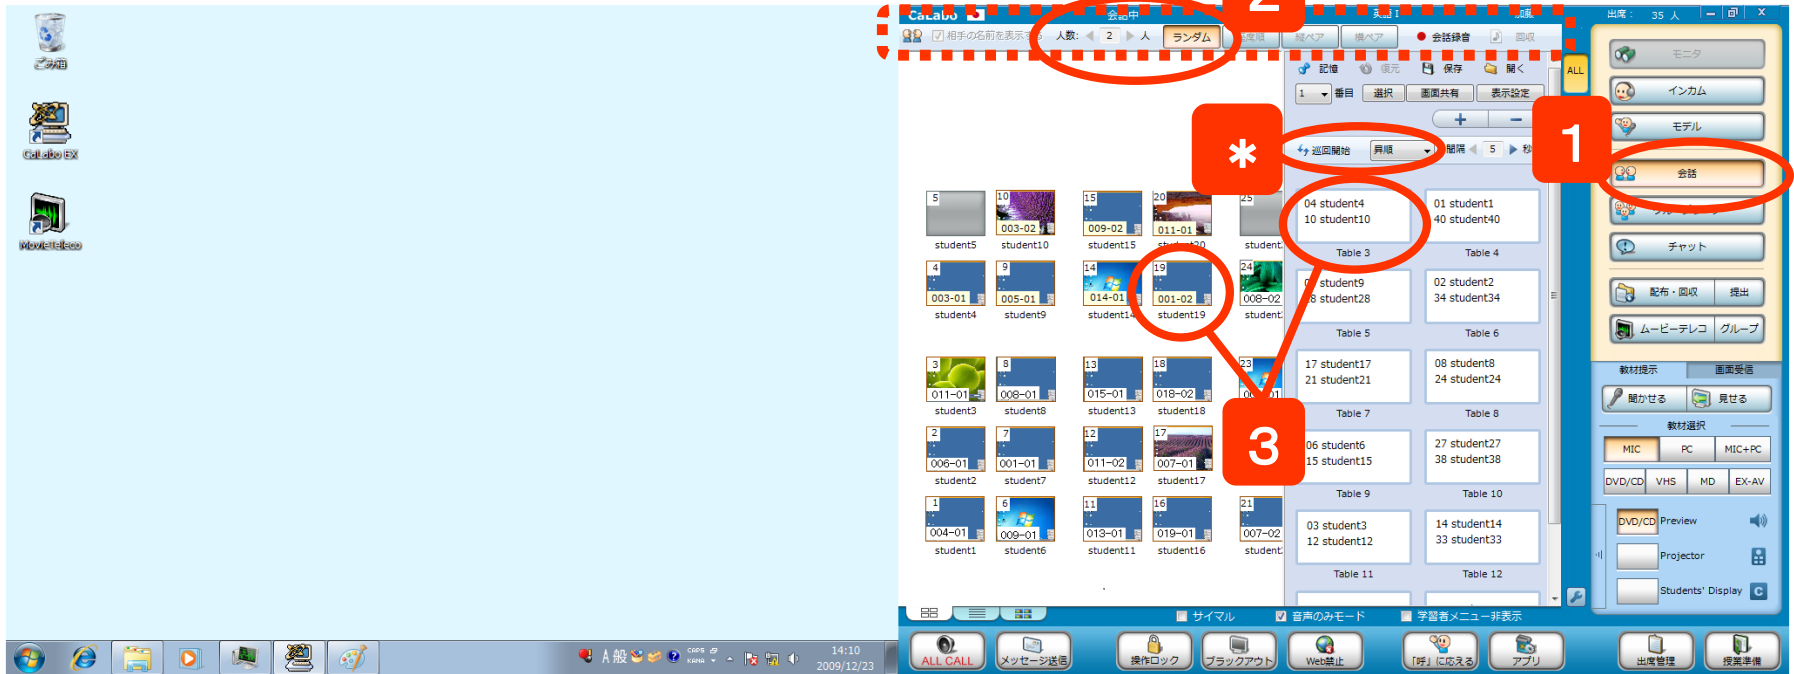 ごみ箱
CaLabo EX
Movieteleco
A 般
CAPS
KANA
14:10
2009/12/23
CaLabo
会話中
英語 I
2
相手の名前を表示する
人数:
2
人
ランダム
横ペア
会話録音
回収
記憶
復元
保存
開く
1
番目
選択
画面共有
表示設定
+
−
*
巡回開始
昇順
間隔
5
1
ALL
5
student5
10
003-02
student10
15
009-02
student15
20
011-01
25
4
003-01
student4
9
005-01
student9
14
014-01
19
001-02
student19
24
008-02
3
011-01
student3
8
008-01
student8
13
015-01
student13
18
018-02
student18
23
2
006-01
student2
7
001-01
student7
12
011-02
student12
17
007-01
student17
3
1
004-01
student1
6
009-01
student6
11
013-01
student11
16
019-01
student16
21
007-02
04 student4
10 student10
Table 3
01 student1
40 student40
Table 4
student9
student28
Table 5
02 student2
34 student34
Table 6
17 student17
21 student21
Table 7
08 student8
24 student24
Table 8
06 student6
15 student15
Table 9
27 student27
38 student38
Table 10
03 student3
12 student12
Table 11
14 student14
33 student33
Table 12
サイマル
音声のみモード
学習者メニュー非表示
ALL CALL
メッセージ送信
操作ロック
ブラックアウト
Web禁止
「呼」に応える
アプリ
出席管理
授業準備
出席: 35 人
モニタ
インカム
モデル
会話
チャット
配布・回収
提出
ムービーテレコ
グループ
教材提示
画面受信
聞かせる
見せる
教材選択
MIC
PC
MIC+PC
DVD/CD
VHS
MD
EX-AV
DVD/CD
Preview
Projector
Students' Display
C